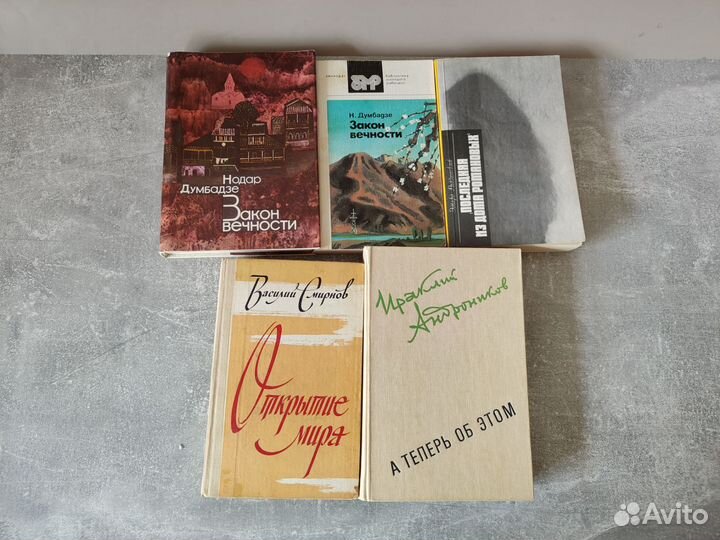 Нодар
Думбадзе
Закон
вечности
Н. Думбадзе
Закон
вечности
ПОСЛЕДНЯЯ
ИЗ ДОМА РОМАНОВЫХ
Василий Смирнов
Открытие
мира
Ираклий
Андроников
А ТЕПЕРЬ ОБ ЭТОМ
Avito